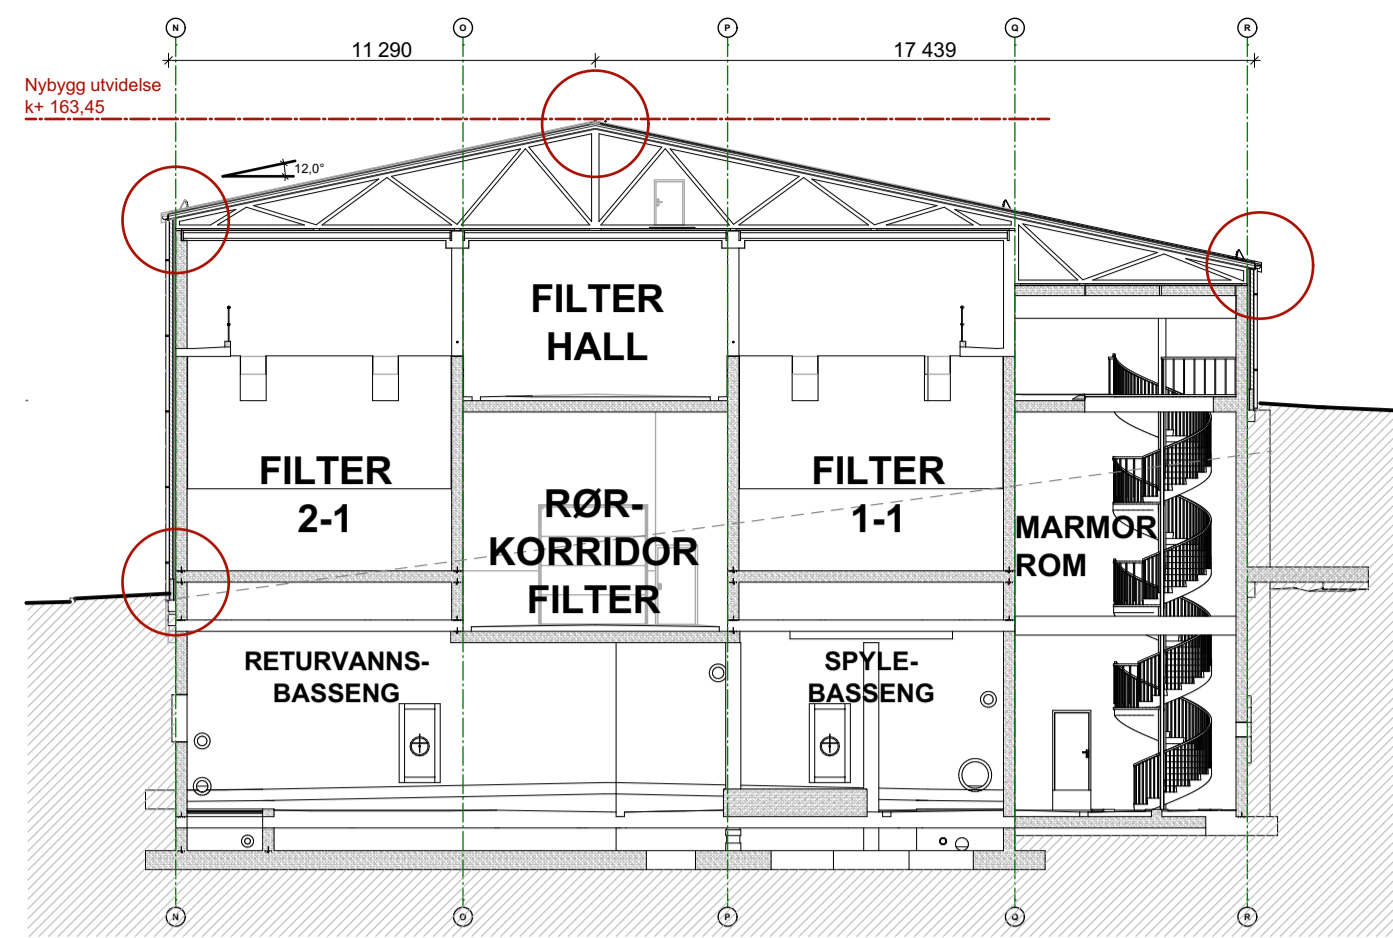 N O P Q R
11 290 17 439
Nybygg utvidelse
k+ 163,45
12,0°
FILTER
HALL
FILTER
2-1
FILTER
1-1
RØR-
KORRIDOR
FILTER
MARMOR
ROM
RETURVANNS-
BASSENG
SPYLE-
BASSENG
N O P Q R